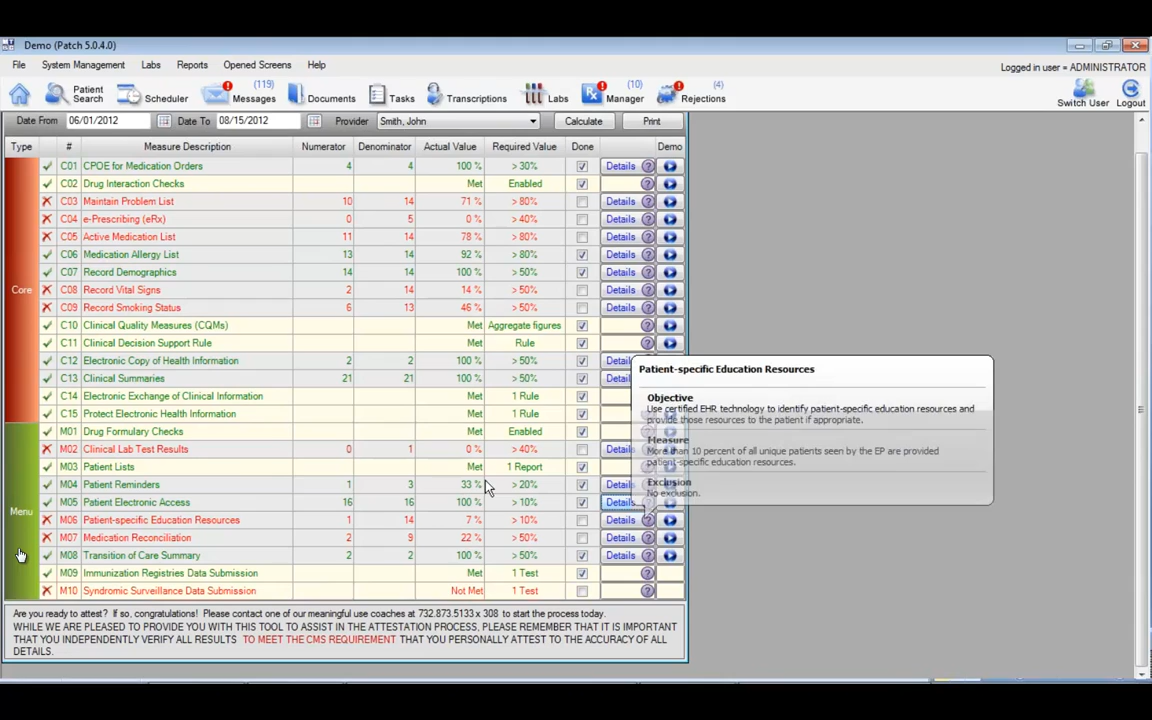 Demo (Patch 5.0.4.0)
File System Management Labs Reports Opened Screens Help
Logged in user = ADMINISTRATOR
Patient Search Scheduler Messages (119) Documents Tasks Transcriptions Labs Manager (10) Rejections (4) Switch User Logout
Date From 06/01/2012 Date To 08/15/2012 Provider Smith, John Calculate Print
Type # Measure Description Numerator Denominator Actual Value Required Value Done Demo
C01 CPOE for Medication Orders 4 4 100 % > 30% Details ?
C02 Drug Interaction Checks Met Enabled ?
C03 Maintain Problem List 10 14 71 % > 80% Details ?
C04 e-Prescribing (eRx) 0 5 0 % > 40% Details ?
C05 Active Medication List 11 14 78 % > 80% Details ?
C06 Medication Allergy List 13 14 92 % > 80% Details ?
C07 Record Demographics 14 14 100 % > 50% Details ?
Core C08 Record Vital Signs 2 14 14 % > 50% Details ?
C09 Record Smoking Status 6 13 46 % > 50% Details ?
C10 Clinical Quality Measures (CQMs) Met Aggregate figures ?
C11 Clinical Decision Support Rule Met Rule ?
C12 Electronic Copy of Health Information 2 2 100 % > 50% Detail
C13 Clinical Summaries 21 21 100 % > 50% Detail
C14 Electronic Exchange of Clinical Information Met 1 Rule
C15 Protect Electronic Health Information Met 1 Rule
M01 Drug Formulary Checks Met Enabled
M02 Clinical Lab Test Results 0 1 0 % > 40% Details
M03 Patient Lists Met 1 Report
M04 Patient Reminders 1 3 33 % > 20% Details
M05 Patient Electronic Access 16 16 100 % > 10% Details
Menu
M06 Patient-specific Education Resources 1 14 7 % > 10% Details ?
M07 Medication Reconciliation 2 9 22 % > 50% Details ?
M08 Transition of Care Summary 2 2 100 % > 50% Details ?
M09 Immunization Registries Data Submission Met 1 Test ?
M10 Syndromic Surveillance Data Submission Not Met 1 Test ?
Patient-specific Education Resources
Objective
Use certified EHR technology to identify patient-specific education resources and
provide those resources to the patient if appropriate.
Measure
More than 10 percent of all unique patients seen by the EP are provided
patient-specific education resources.
Exclusion
No exclusion.
Are you ready to attest? If so, congratulations! Please contact one of our meaningful use coaches at 732.873.5133 x 308 to start the process today.
WHILE WE ARE PLEASED TO PROVIDE YOU WITH THIS TOOL TO ASSIST IN THE ATTESTATION PROCESS, PLEASE REMEMBER THAT IT IS IMPORTANT
THAT YOU INDEPENDENTLY VERIFY ALL RESULTS TO MEET THE CMS REQUIREMENT THAT YOU PERSONALLY ATTEST TO THE ACCURACY OF ALL
DETAILS.